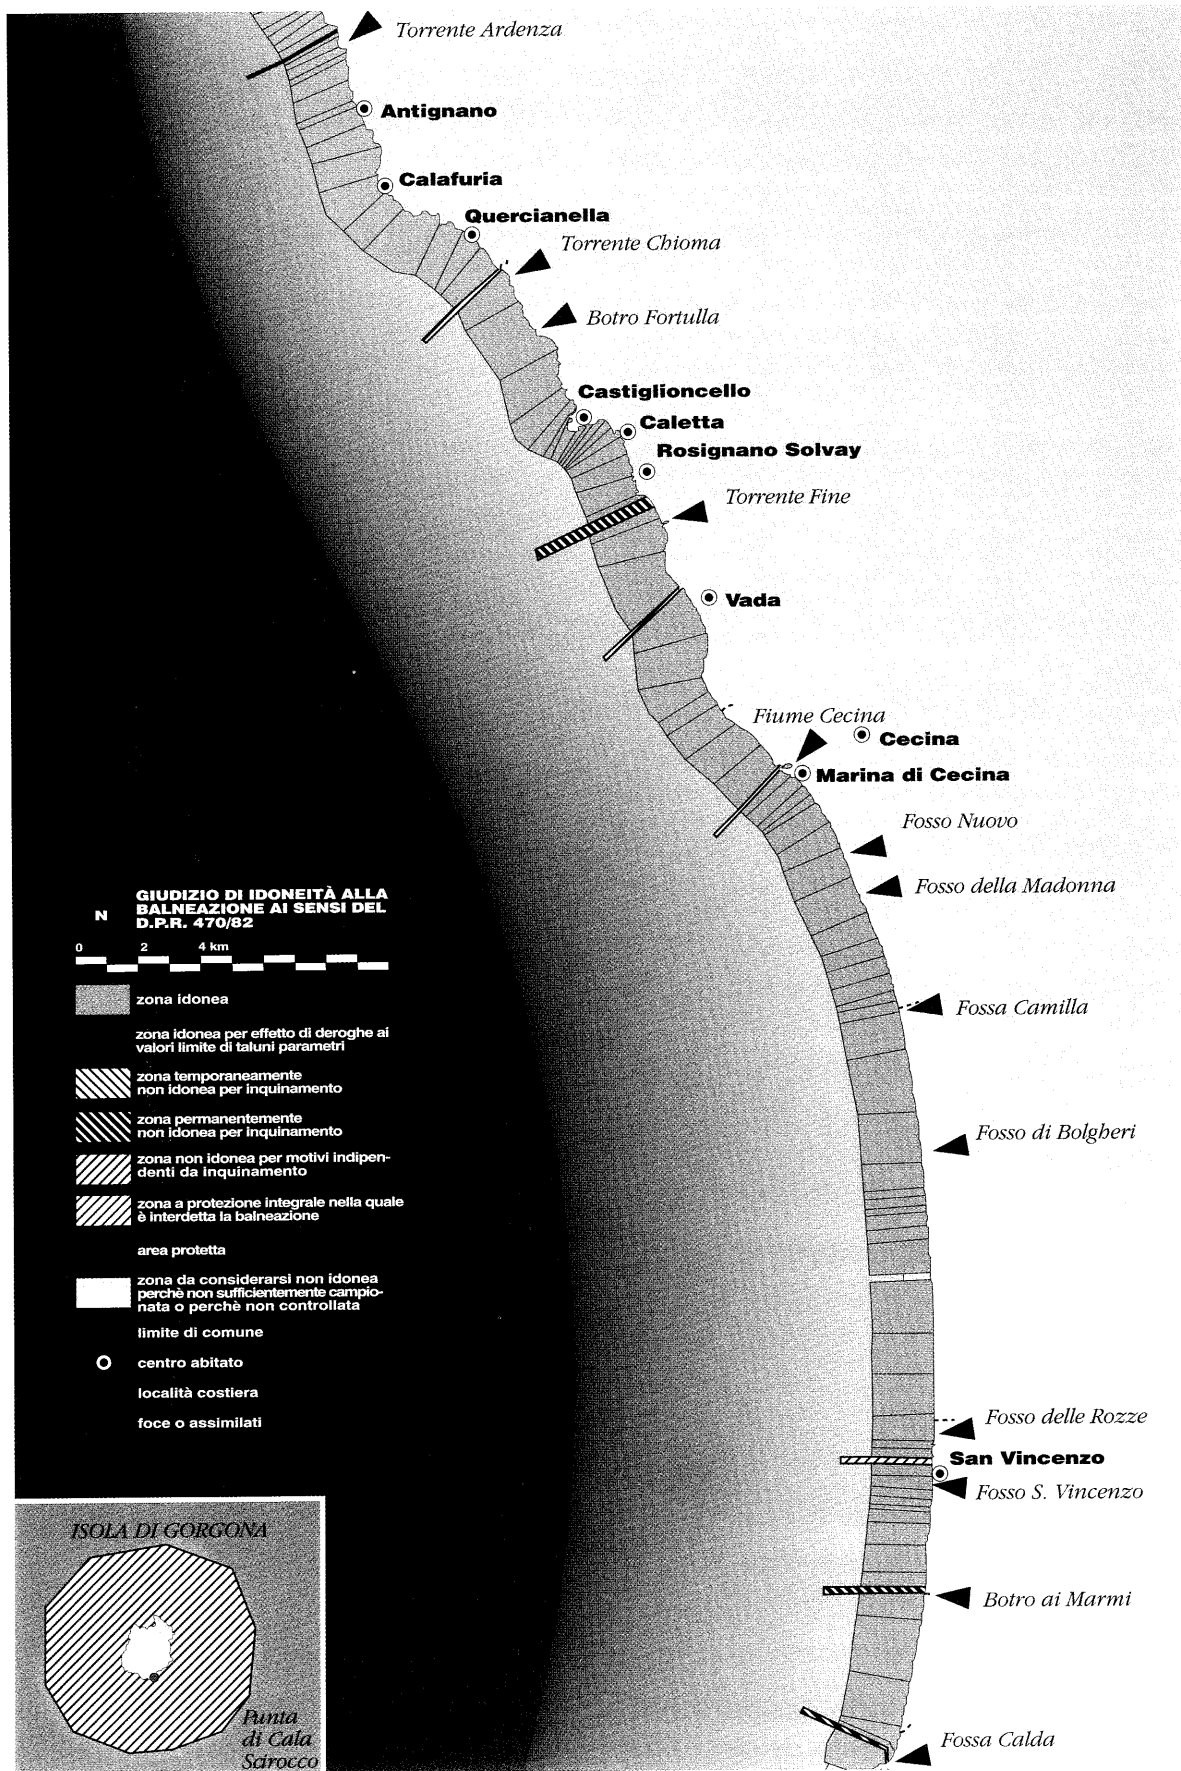 Torrente Ardenza
Antignano
Calafuria
Quercianella
Torrente Chioma
Botro Fortulla
Castiglioncello
Caletta
Rosignano Solvay
Torrente Fine
Vada
Fiume Cecina
Cecina
Marina di Cecina
Fosso Nuovo
Fosso della Madonna
Fossa Camilla
Fosso di Bolgheri
Fosso delle Rozze
San Vincenzo
Fosso S. Vincenzo
Botro ai Marmi
Fossa Calda
N
GIUDIZIO DI IDONEITÀ ALLA
BALNEAZIONE AI SENSI DEL
D.P.R. 470/82
0 2 4 km
zona idonea
zona idonea per effetto di deroghe ai
valori limite di taluni parametri
zona temporaneamente
non idonea per inquinamento
zona permanentemente
non idonea per inquinamento
zona non idonea per motivi indipen-
denti da inquinamento
zona a protezione integrale nella quale
è interdetta la balneazione
area protetta
zona da considerarsi non idonea
perchè non sufficientemente campio-
nata o perchè non controllata
limite di comune
centro abitato
località costiera
foce o assimilati
ISOLA DI GORGONA
Punta
di Cala
Scirocco